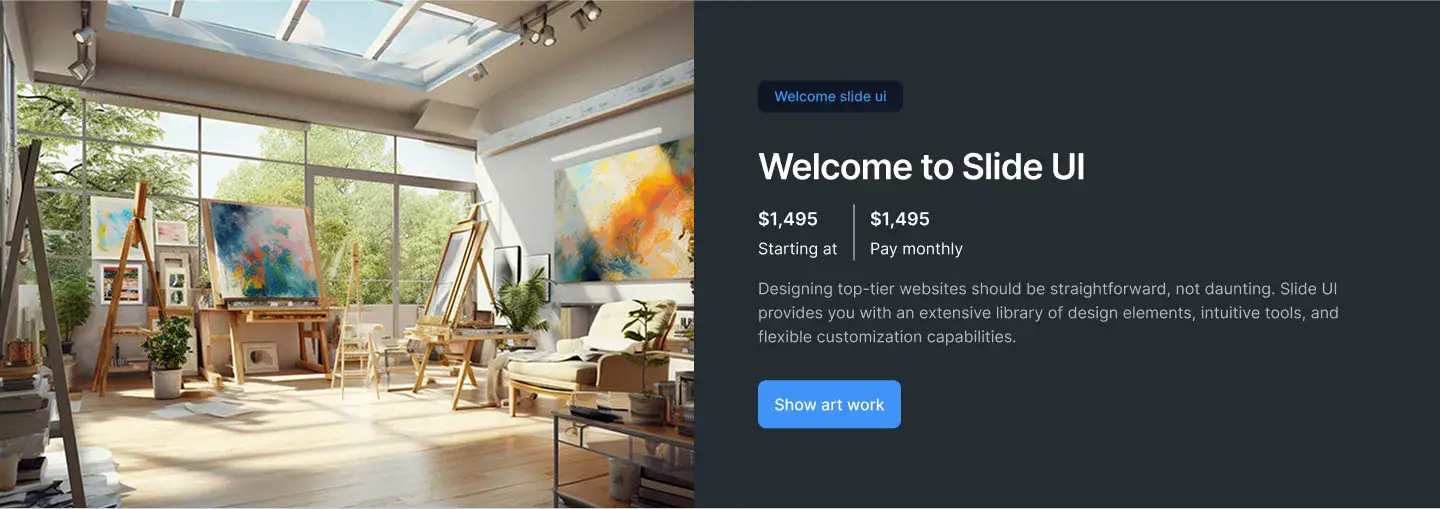 Welcome slide ui
Welcome to Slide UI
$1,495
Starting at
$1,495
Pay monthly
Designing top-tier websites should be straightforward, not daunting. Slide UI
provides you with an extensive library of design elements, intuitive tools, and
flexible customization capabilities.
Show art work